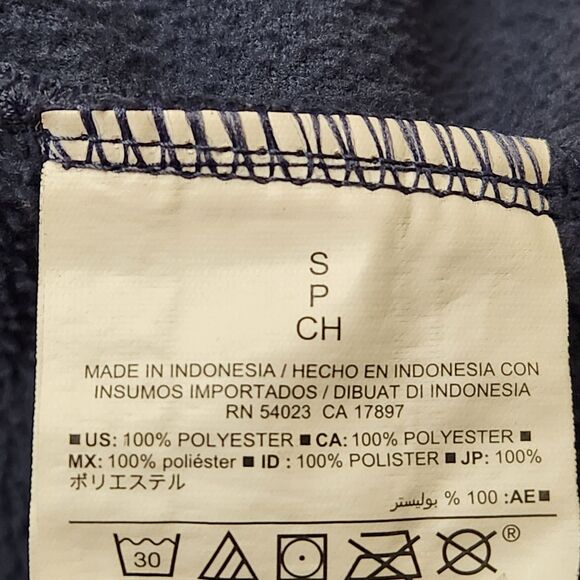 S
P
CH
MADE IN INDONESIA / HECHO EN INDONESIA CON
INSUMOS IMPORTADOS / DIBUAT DI INDONESIA
RN 54023 CA 17897
■US: 100% POLYESTER ■CA: 100% POLYESTER ■
MX: 100% poliéster ■ ID : 100% POLISTER ■ JP: 100%
ポリエステル
■AE: 100 % بوليستر
30
®